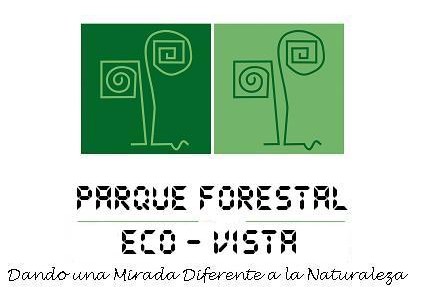 PARQUE FORESTAL
ECO - VISTA
Dando una Mirada Diferente a la Naturaleza